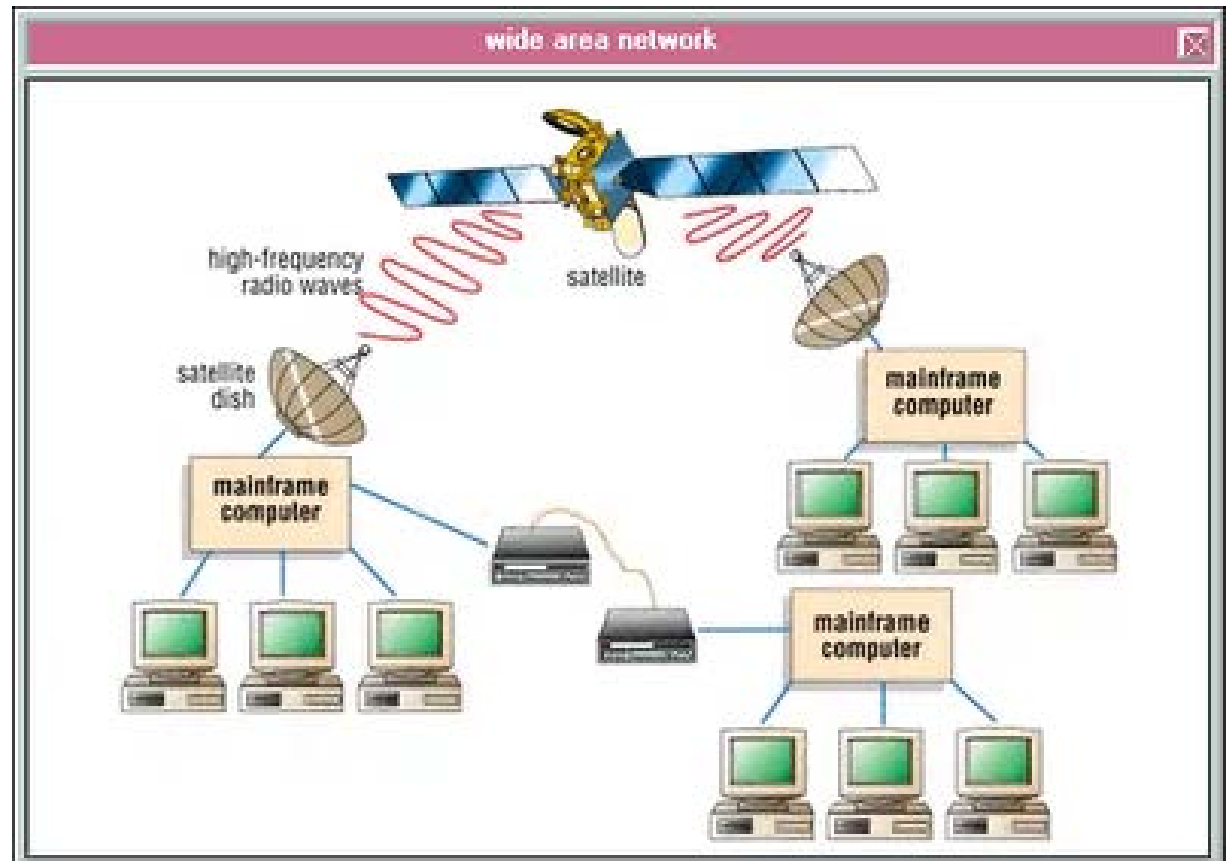 wide area network
high-frequency
radio waves
satellite
satellite
dish
mainframe
computer
mainframe
computer
mainframe
computer